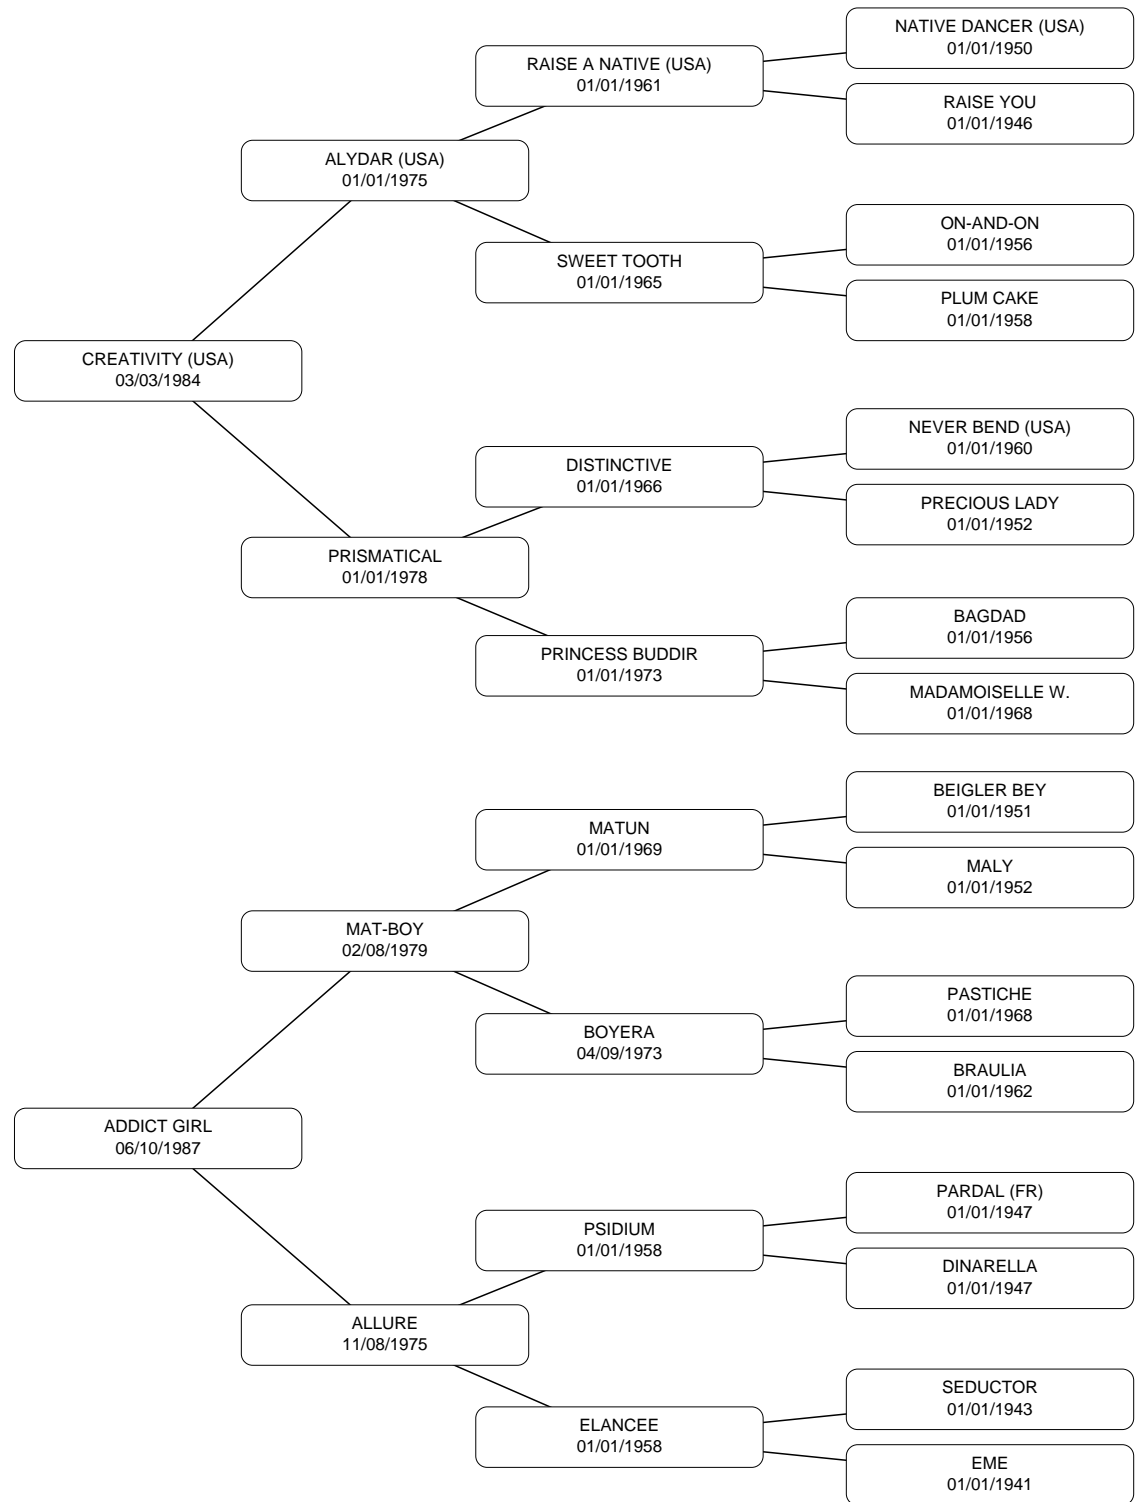 NATIVE DANCER (USA)
01/01/1950
RAISE A NATIVE (USA)
01/01/1961
RAISE YOU
01/01/1946
ALYDAR (USA)
01/01/1975
ON-AND-ON
01/01/1956
SWEET TOOTH
01/01/1965
PLUM CAKE
01/01/1958
CREATIVITY (USA)
03/03/1984
NEVER BEND (USA)
01/01/1960
DISTINCTIVE
01/01/1966
PRECIOUS LADY
01/01/1952
PRISMATICAL
01/01/1978
BAGDAD
01/01/1956
PRINCESS BUDDIR
01/01/1973
MADAMOISELLE W.
01/01/1968
BEIGLER BEY
01/01/1951
MATUN
01/01/1969
MALY
01/01/1952
MAT-BOY
02/08/1979
PASTICHE
01/01/1968
BOYERA
04/09/1973
BRAULIA
01/01/1962
ADDICT GIRL
06/10/1987
PARDAL (FR)
01/01/1947
PSIDIUM
01/01/1958
DINARELLA
01/01/1947
ALLURE
11/08/1975
SEDUCTOR
01/01/1943
ELANCEE
01/01/1958
EME
01/01/1941